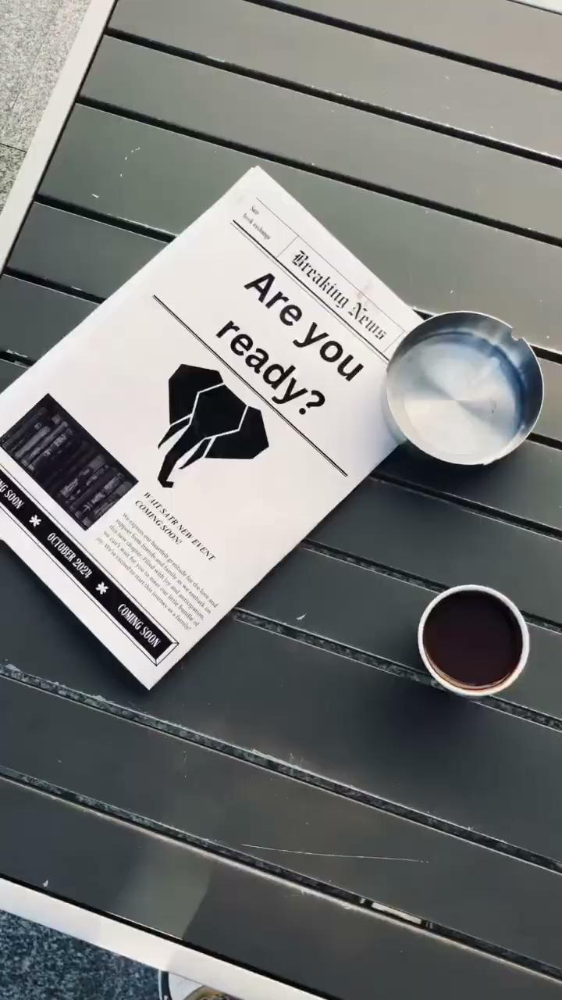 Satr
book exchange
Breaking News
Are you
ready?
WAIT SATR NEW EVENT
COMING SOON!
We express our heartfelt gratitude for the love and
support from friends and family as we embark on
this new chapter. Filled with joy and anticipation,
we can't wait for you to meet our little bundle of
joy. We're excited to start this journey as a family!
NG SOON * OCTOBER 2024 * COMING SOON